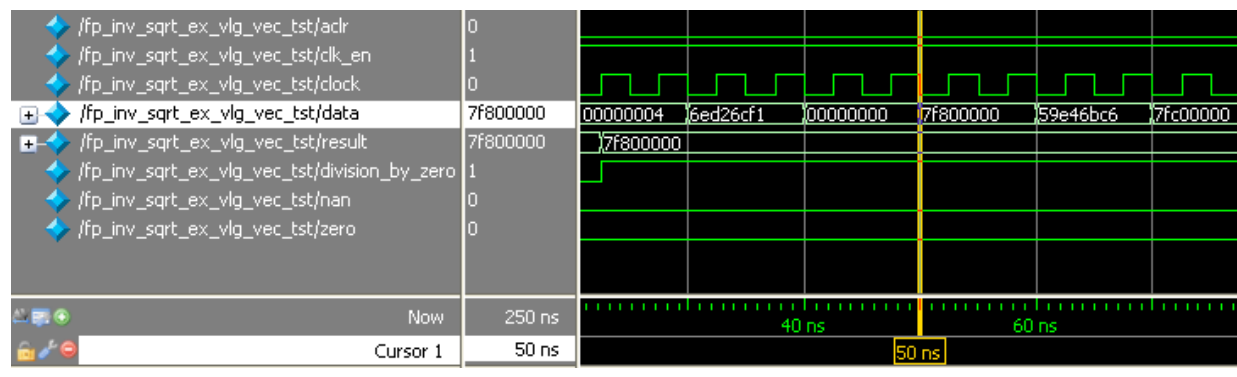 /fp_inv_sqrt_ex_vlg_vec_tst/aclr 0
/fp_inv_sqrt_ex_vlg_vec_tst/clk_en 1
/fp_inv_sqrt_ex_vlg_vec_tst/clock 0
/fp_inv_sqrt_ex_vlg_vec_tst/data 7f800000 00000004 6ed26cf1 00000000 7f800000 59e46bc6 7fc00000
/fp_inv_sqrt_ex_vlg_vec_tst/result 7f800000 7f800000
/fp_inv_sqrt_ex_vlg_vec_tst/division_by_zero 1
/fp_inv_sqrt_ex_vlg_vec_tst/nan 0
/fp_inv_sqrt_ex_vlg_vec_tst/zero 0
Now 250 ns 40 ns 60 ns
Cursor 1 50 ns 50 ns